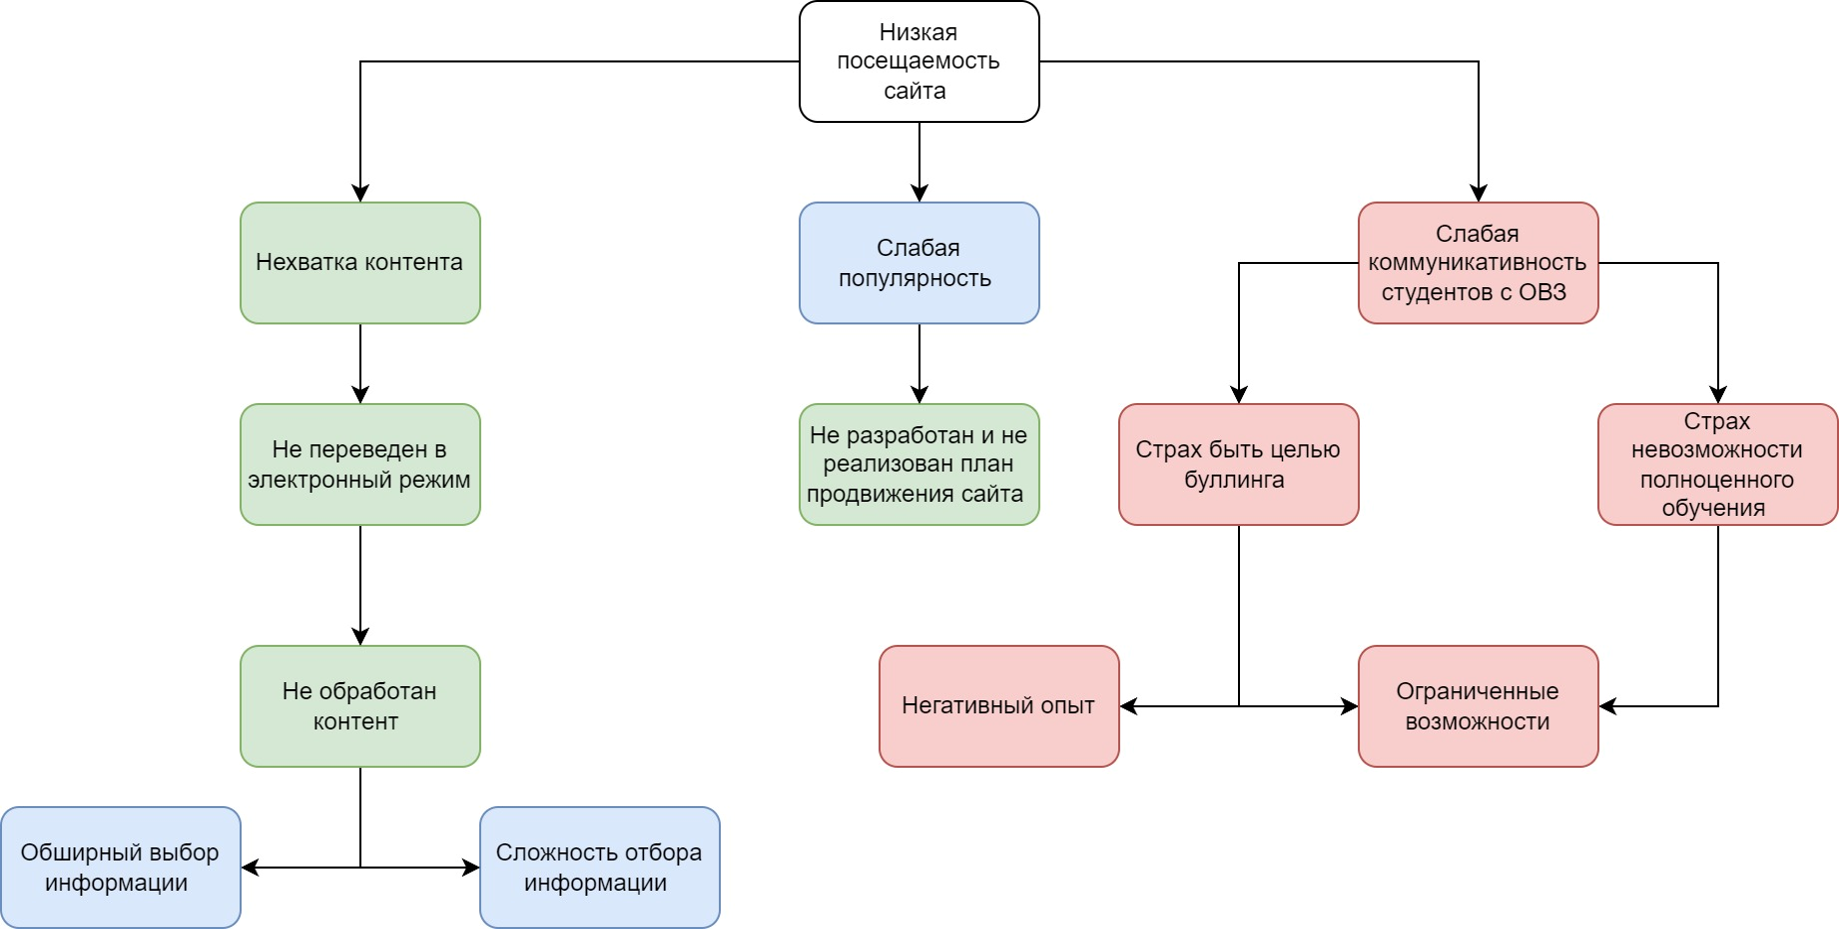 Низкая
посещаемость
сайта
Нехватка контента
Слабая
популярность
Слабая
коммуникативность
студентов с ОВЗ
Не переведен в
электронный режим
Не разработан и не
реализован план
продвижения сайта
Страх быть целью
буллинга
Страх
невозможности
полноценного
обучения
Не обработан
контент
Негативный опыт
Ограниченные
возможности
Обширный выбор
информации
Сложность отбора
информации